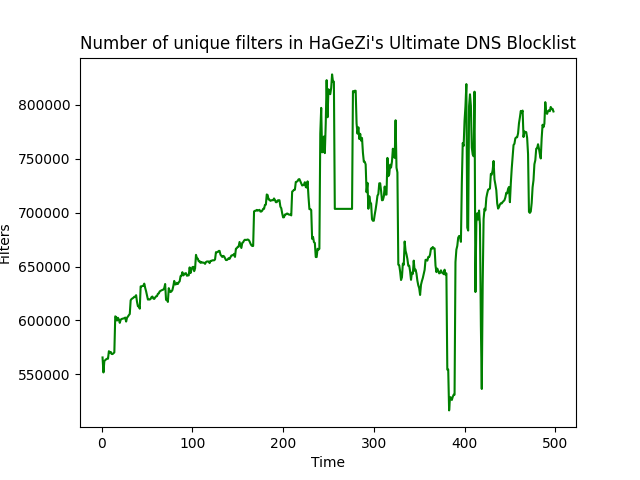 Number of unique filters in HaGeZi's Ultimate DNS Blocklist
800000
750000
700000
650000
600000
550000
Filters
0 100 200 300 400 500
Time